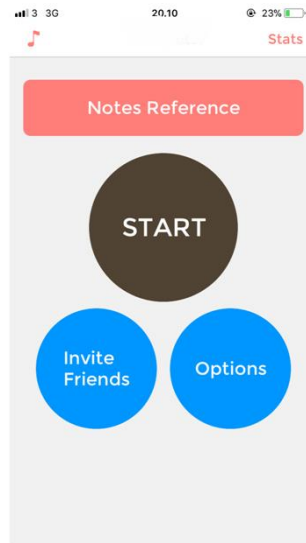 3 3G 20.10 23%
Stats
Notes Reference
START
Invite
Friends
Options